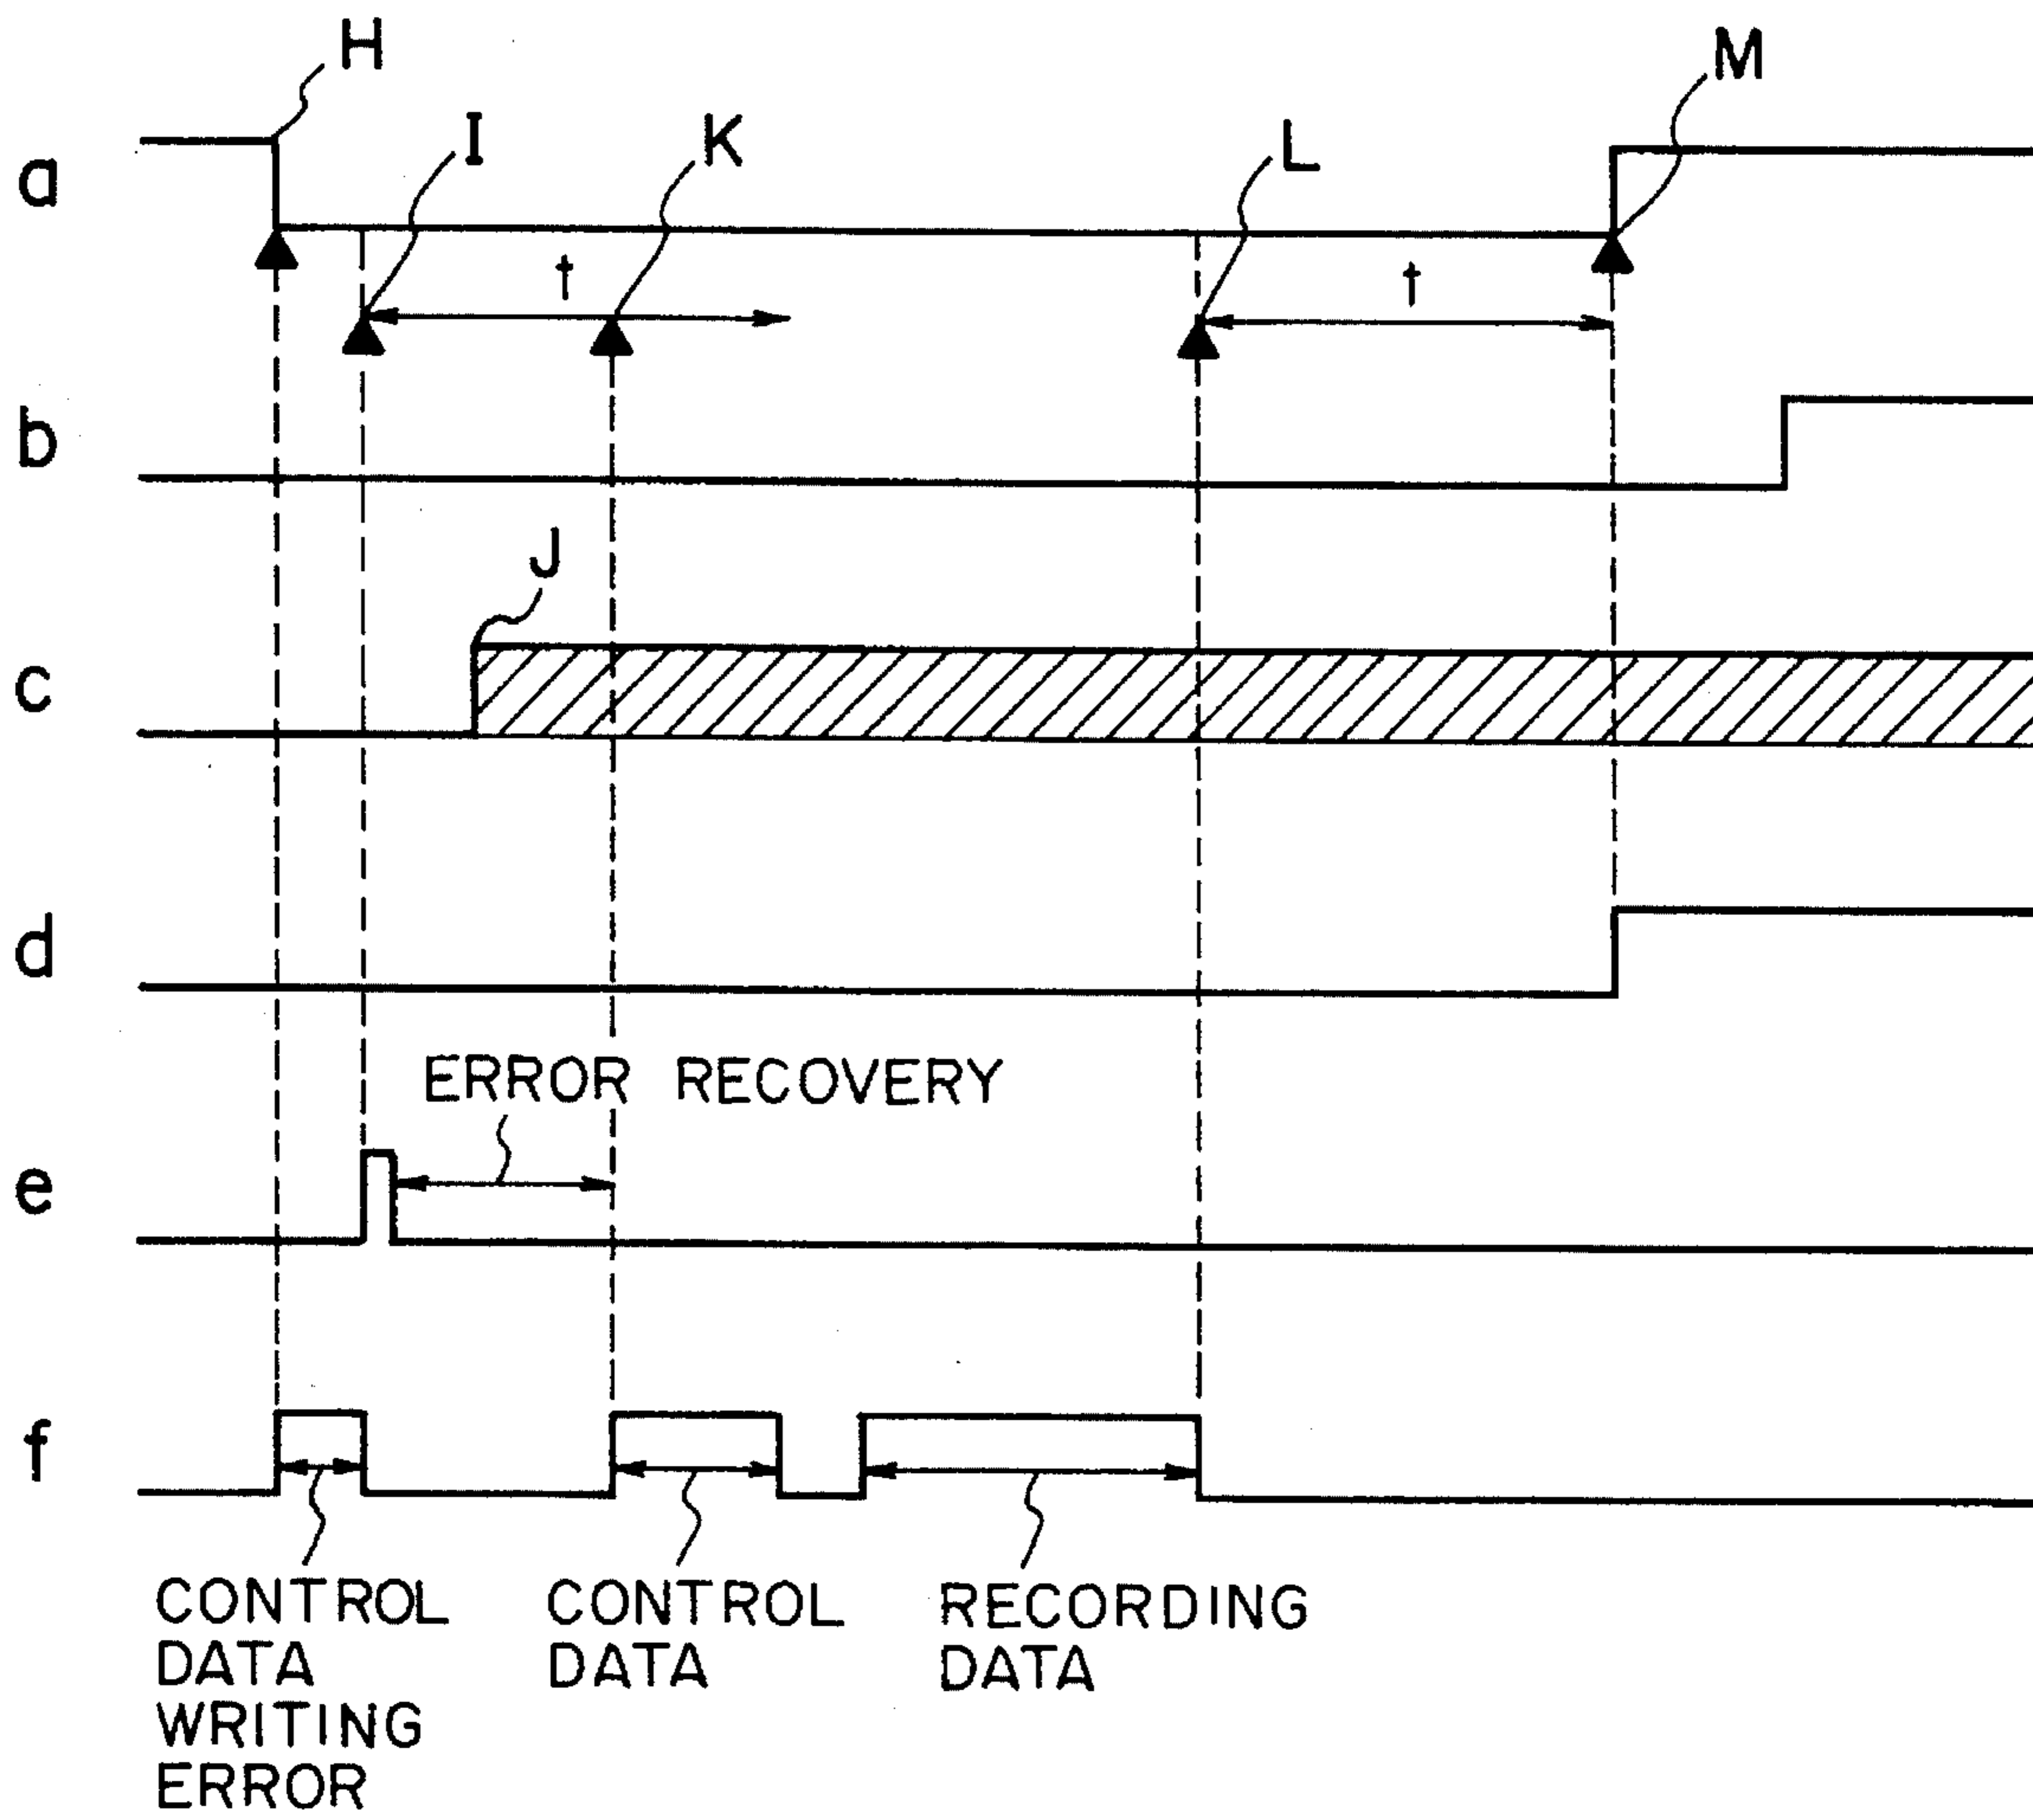 H
M
I
K
L
a
t
t
b
J
c
d
ERROR RECOVERY
e
f
CONTROL
DATA
WRITING
ERROR
CONTROL
DATA
RECORDING
DATA